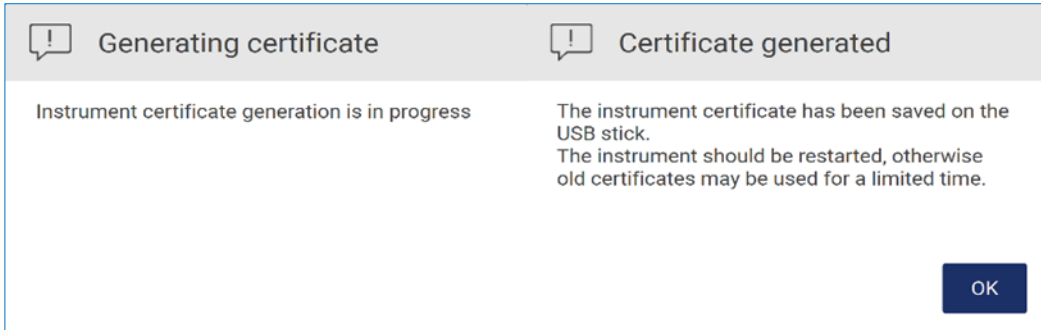 Generating certificate
Instrument certificate generation is in progress
Certificate generated
The instrument certificate has been saved on the
USB stick.
The instrument should be restarted, otherwise
old certificates may be used for a limited time.
OK